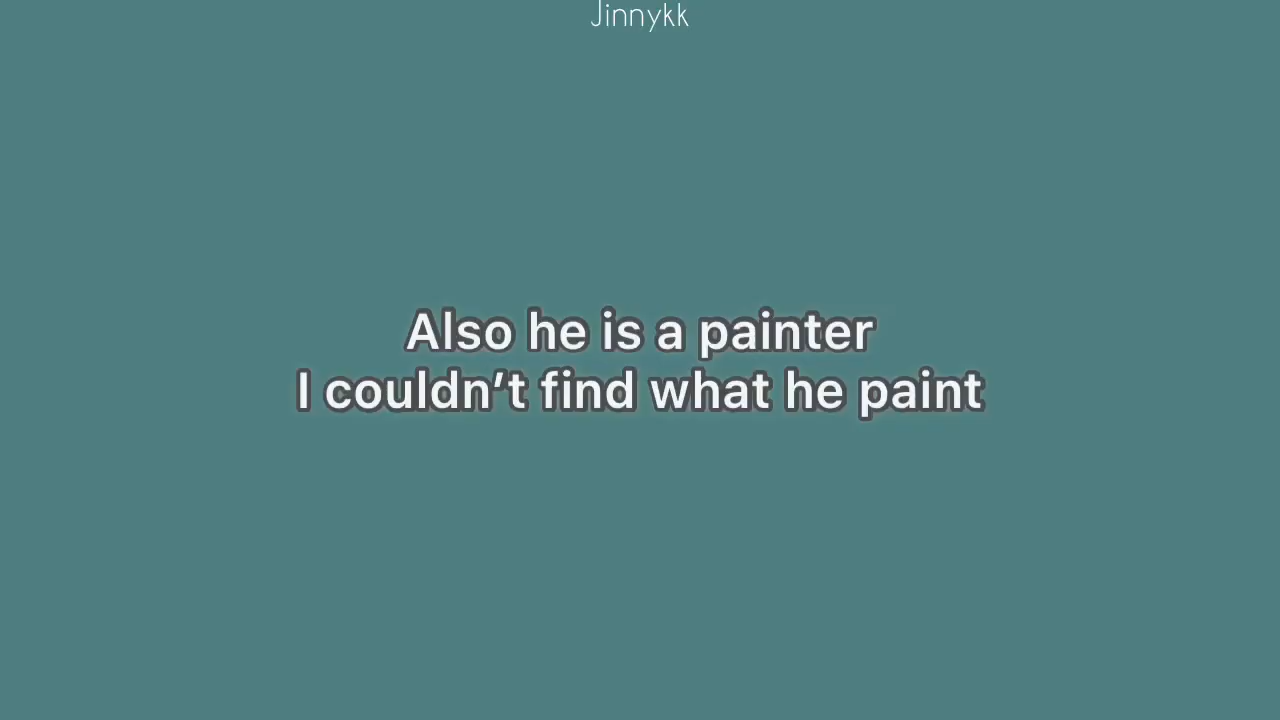 Jinnykk
Also he is a painter
I couldn’t find what he paint